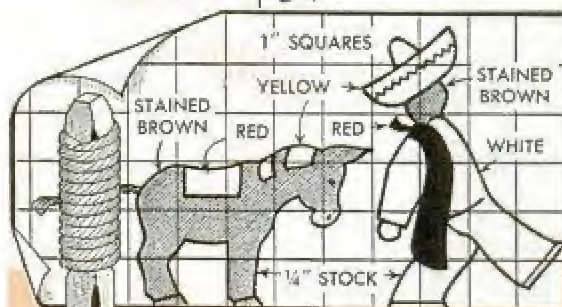 1" SQUARES
YELLOW
STAINED
BROWN
STAINED
BROWN
RED
RED
WHITE
1/4" STOCK